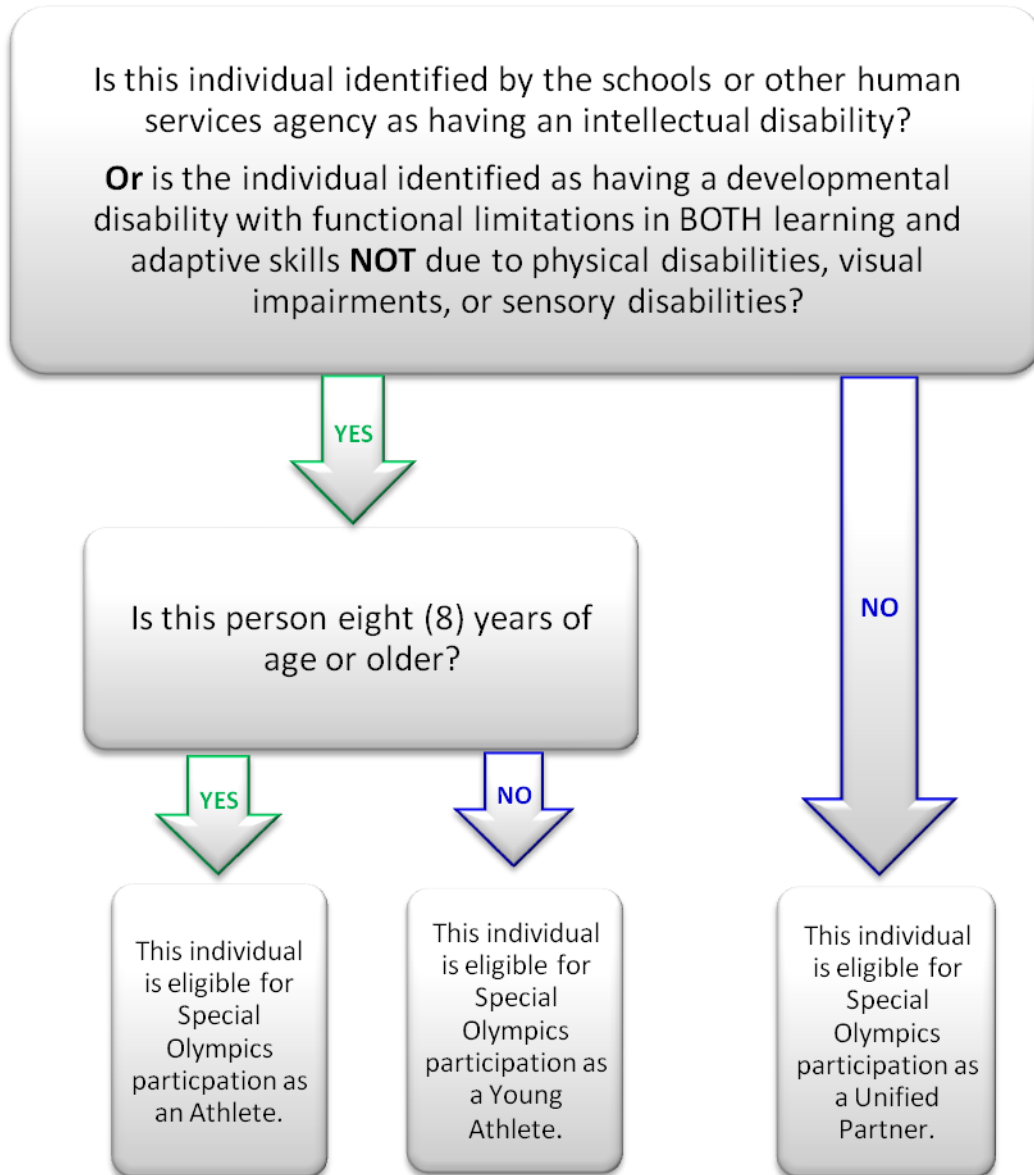 Is this individual identified by the schools or other human
services agency as having an intellectual disability?
Or is the individual identified as having a developmental
disability with functional limitations in BOTH learning and
adaptive skills NOT due to physical disabilities, visual
impairments, or sensory disabilities?
YES
NO
Is this person eight (8) years of
age or older?
YES
NO
This individual
is eligible for
Special
Olympics
particpation as
an Athlete.
This individual
is eligible for
Special
Olympics
participation as
a Young
Athlete.
This individual
is eligible for
Special
Olympics
participation as
a Unified
Partner.